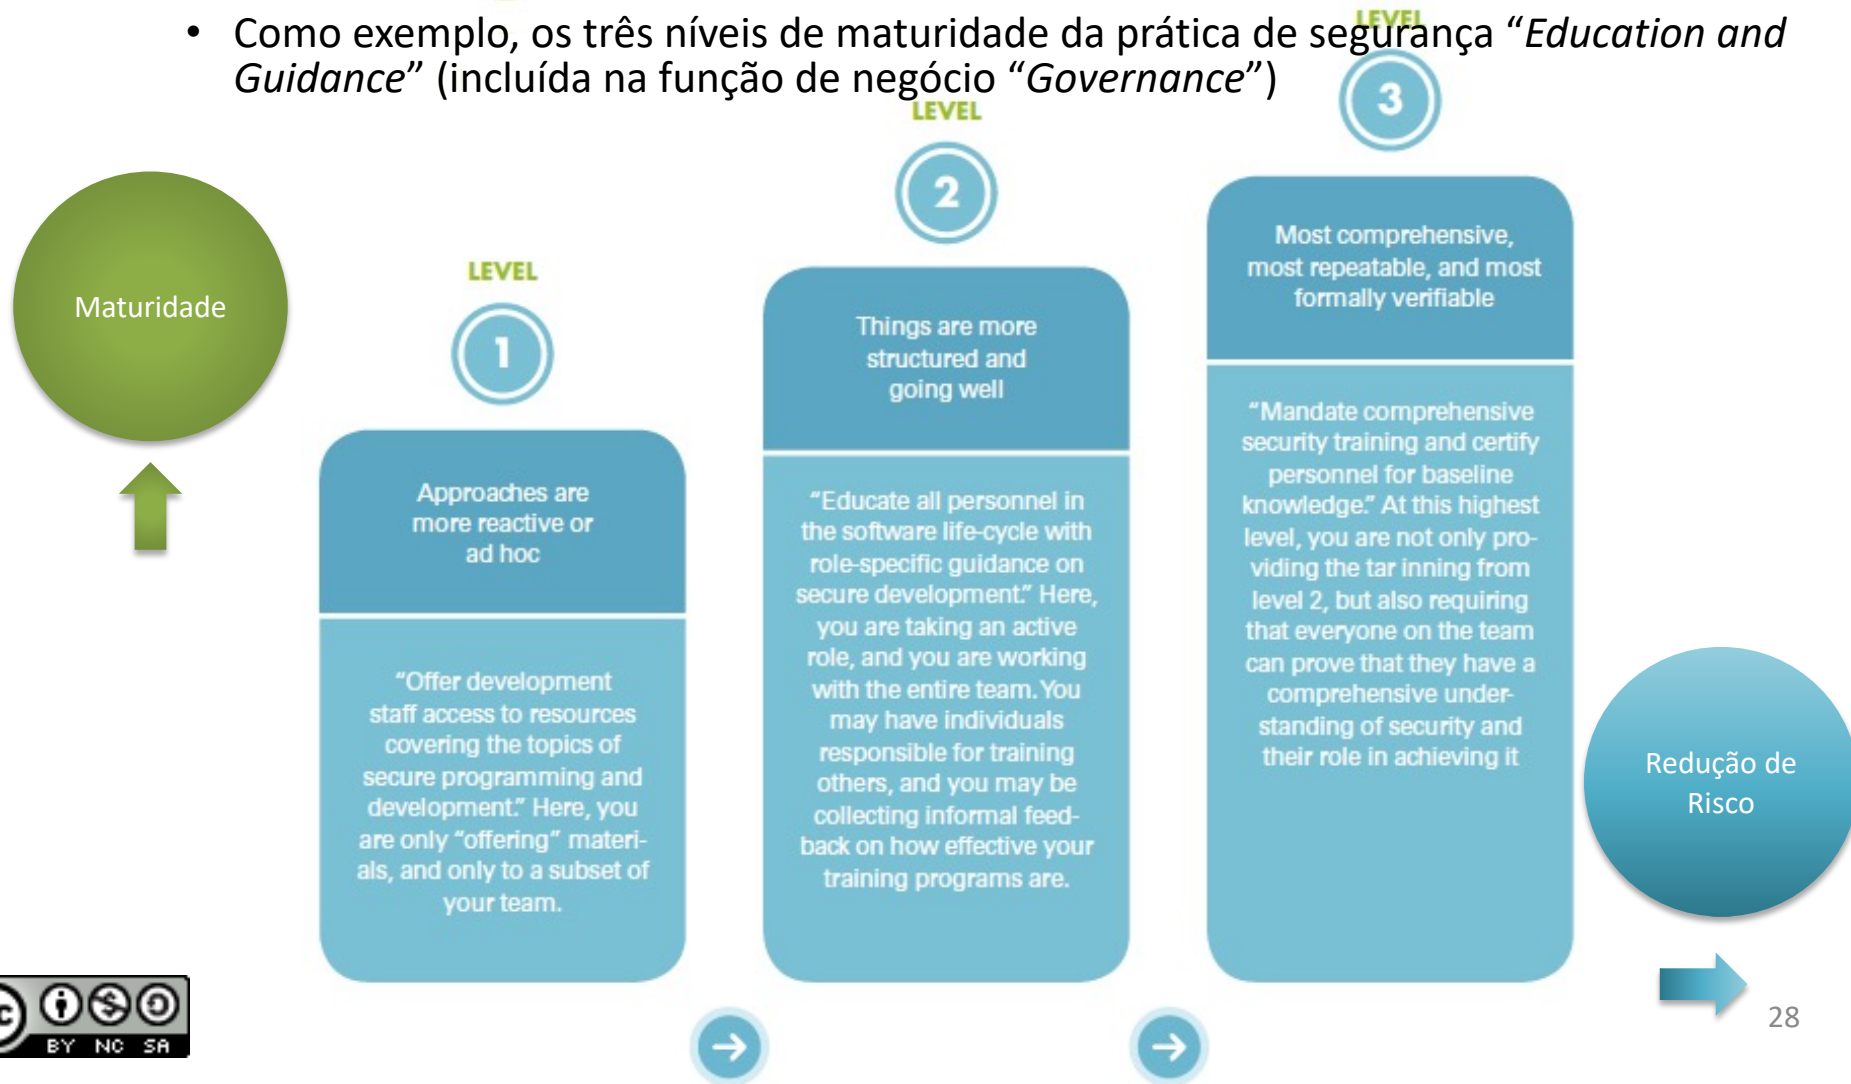 • Como exemplo, os três níveis de maturidade da prática de segurança “Education and
Guidance” (incluída na função de negócio “Governance”)
Maturidade
LEVEL
1
Approaches are
more reactive or
ad hoc
“Offer development
staff access to resources
covering the topics of
secure programming and
development.” Here, you
are only “offering” materi-
als, and only to a subset of
your team.
LEVEL
2
Things are more
structured and
going well
“Educate all personnel in
the software life-cycle with
role-specific guidance on
secure development.” Here,
you are taking an active
role, and you are working
with the entire team. You
may have individuals
responsible for training
others, and you may be
collecting informal feed-
back on how effective your
training programs are.
LEVEL
3
Most comprehensive,
most repeatable, and most
formally verifiable
“Mandate comprehensive
security training and certify
personnel for baseline
knowledge.” At this highest
level, you are not only pro-
viding the tar inning from
level 2, but also requiring
that everyone on the team
can prove that they have a
comprehensive under-
standing of security and
their role in achieving it
Redução de
Risco
cc
BY NC SA
28